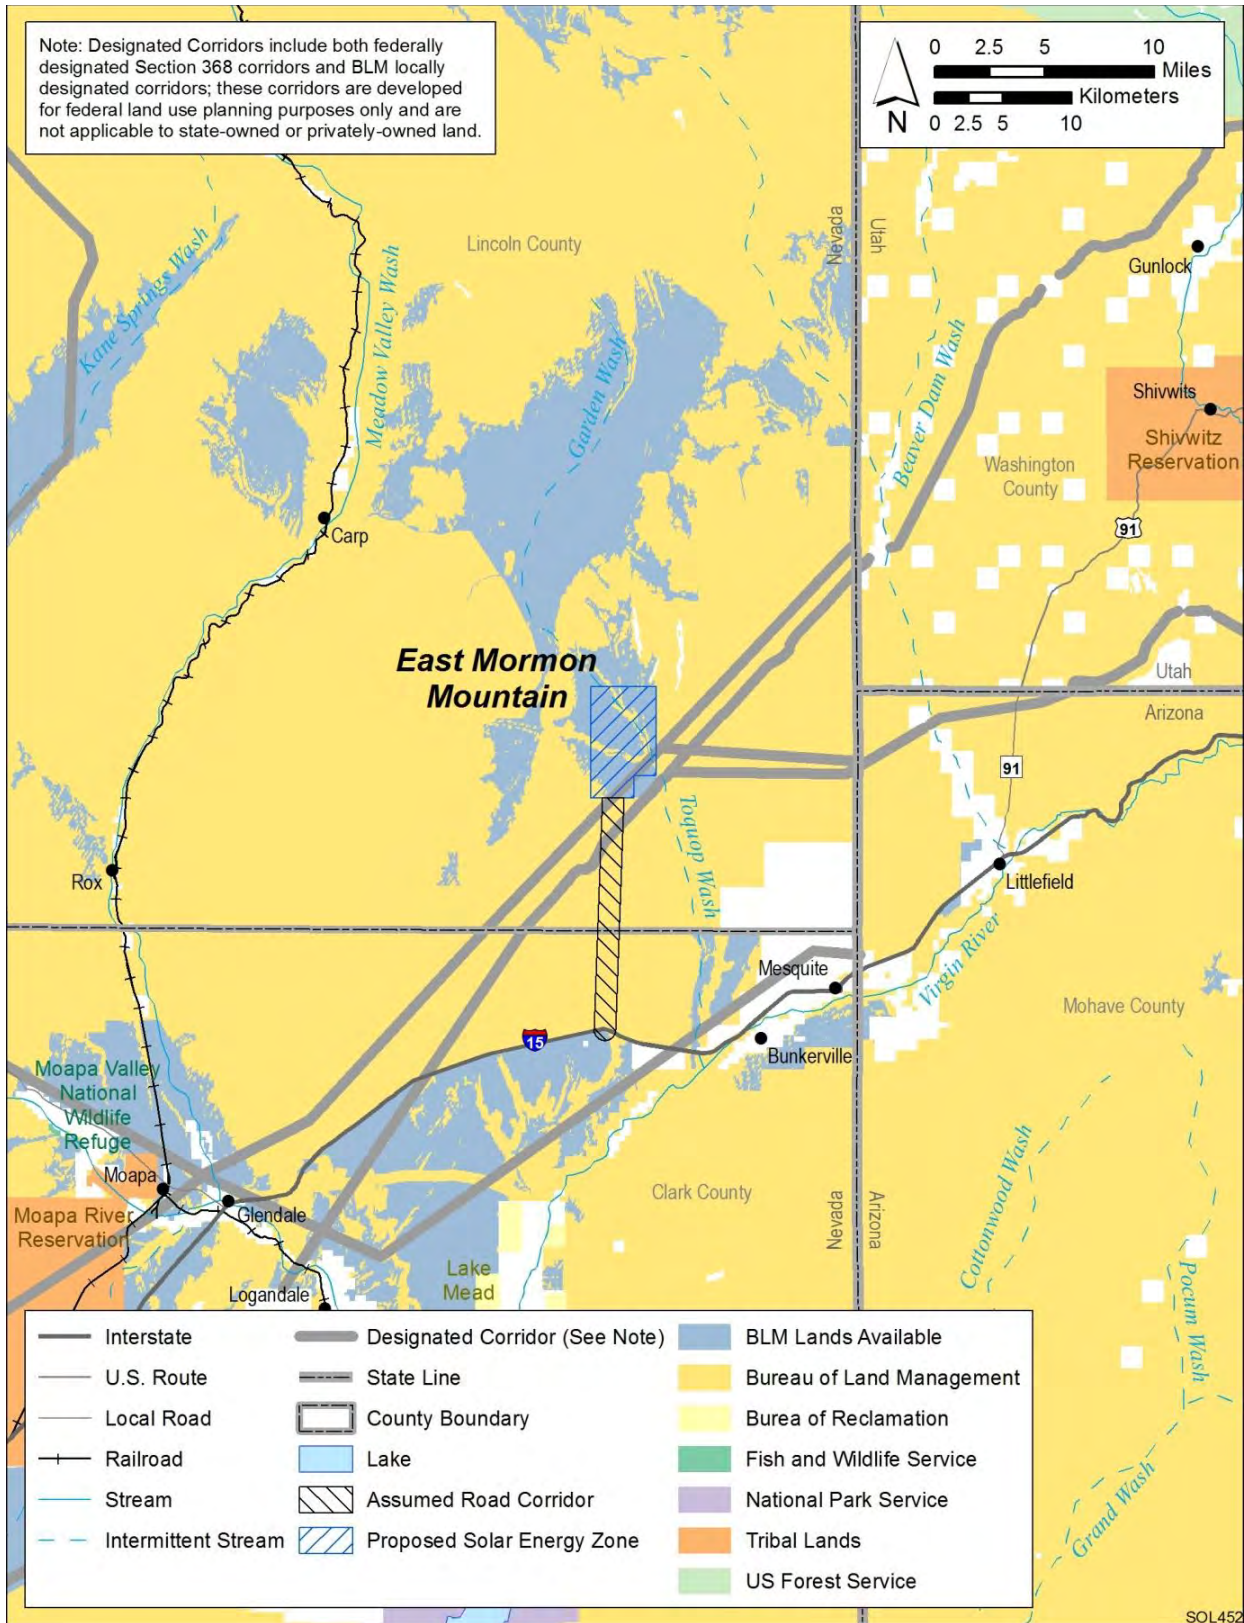 Note: Designated Corridors include both federally
designated Section 368 corridors and BLM locally
designated corridors; these corridors are developed
for federal land use planning purposes only and are
not applicable to state-owned or privately-owned land.
N
0 2.5 5 10
Miles
Kilometers
0 2.5 5 10
Lincoln County
Nevada
Utah
Gunlock
Kane Springs Wash
Meadow Valley Wash
Garden Wash
Beaver Dam Wash
Shivwits
Shivwitz
Reservation
Washington
County
91
Carp
East Mormon
Mountain
Utah
Arizona
91
Toquop Wash
Rox
Littlefield
Mesquite
Virgin River
Mohave County
15
Bunkerville
Moapa Valley
National
Wildlife
Refuge
Moapa
Clark County
Nevada
Arizona
Cottonwood Wash
Moapa River
Reservation
Glendale
Lake
Mead
Logandale
Pocum Wash
Grand Wash
Interstate
U.S. Route
Local Road
Railroad
Stream
Intermittent Stream
Designated Corridor (See Note)
State Line
County Boundary
Lake
Assumed Road Corridor
Proposed Solar Energy Zone
BLM Lands Available
Bureau of Land Management
Burea of Reclamation
Fish and Wildlife Service
National Park Service
Tribal Lands
US Forest Service
SOL452